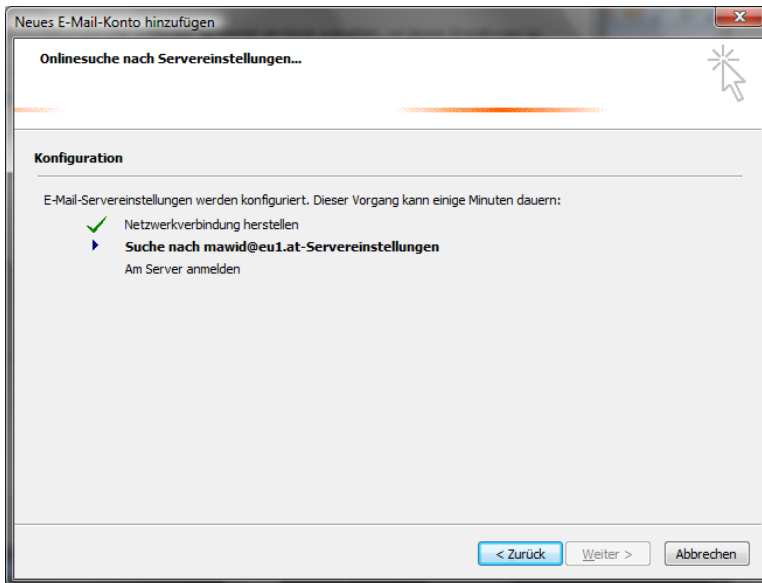 Neues E-Mail-Konto hinzufügen
Onlinesuche nach Servereinstellungen...
Konfiguration
E-Mail-Servereinstellungen werden konfiguriert. Dieser Vorgang kann einige Minuten dauern:
Netzwerkverbindung herstellen
Suche nach mawid@eu1.at-Servereinstellungen
Am Server anmelden
< Zurück Weiter > Abbrechen